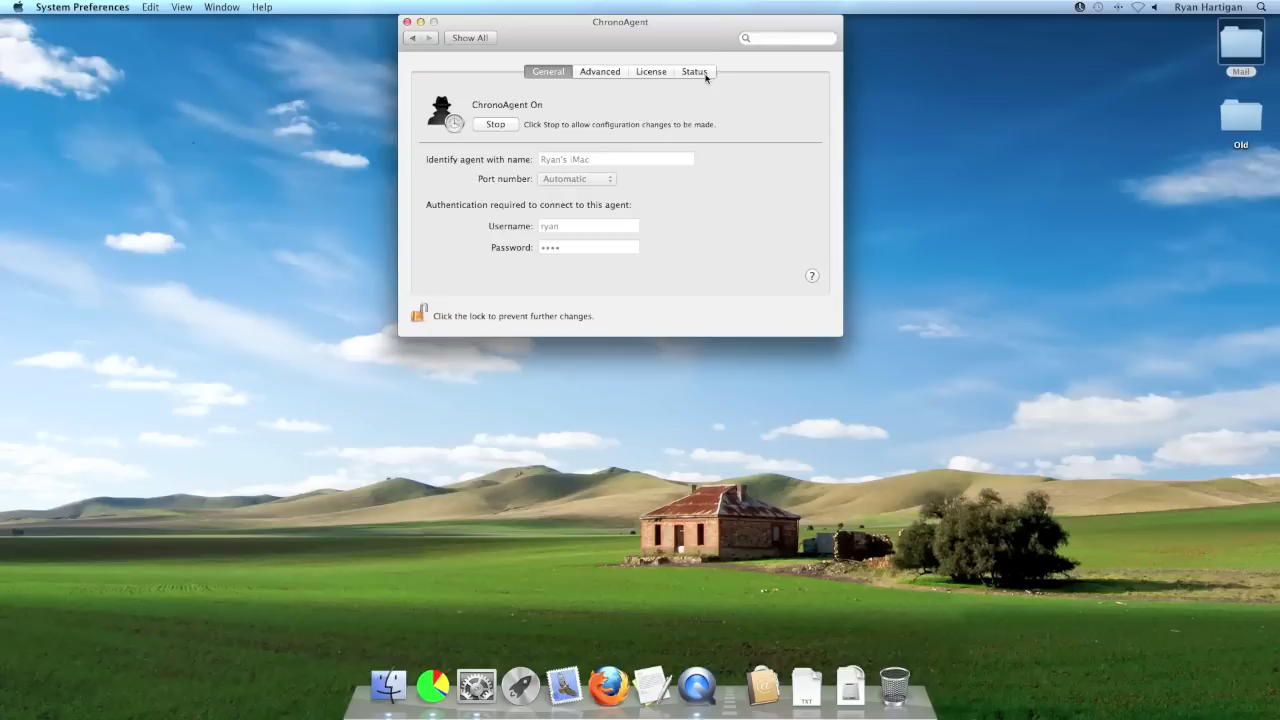 System Preferences Edit View Window Help Ryan Hartigan
ChronoAgent
Show All
General Advanced License Status
ChronoAgent On
Stop Click Stop to allow configuration changes to be made.
Identify agent with name: Ryan's iMac
Port number: Automatic
Authentication required to connect to this agent:
Username: ryan
Password: ••••
?
Click the lock to prevent further changes.
Mail
Old
TXT